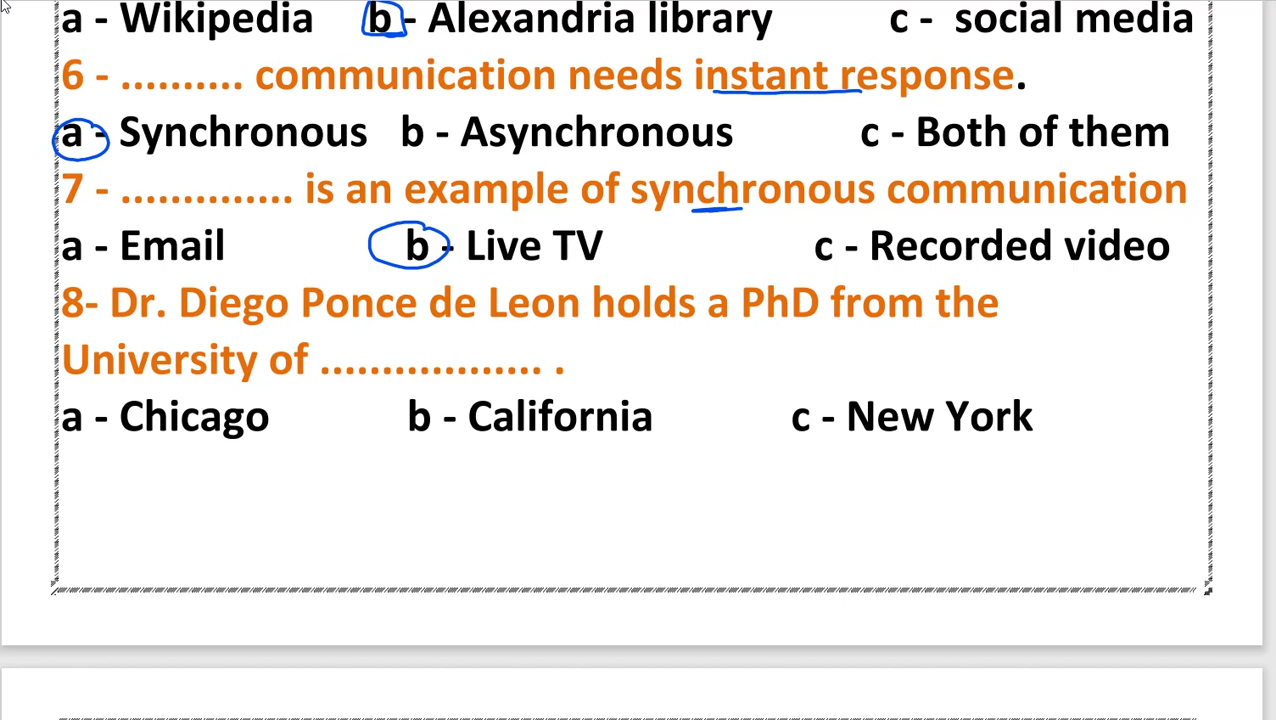 a - Wikipedia b - Alexandria library c - social media
6 - .......... communication needs instant response.
a - Synchronous b - Asynchronous c - Both of them
7 - .............. is an example of synchronous communication
a - Email b - Live TV c - Recorded video
8- Dr. Diego Ponce de Leon holds a PhD from the
University of .................. .
a - Chicago b - California c - New York